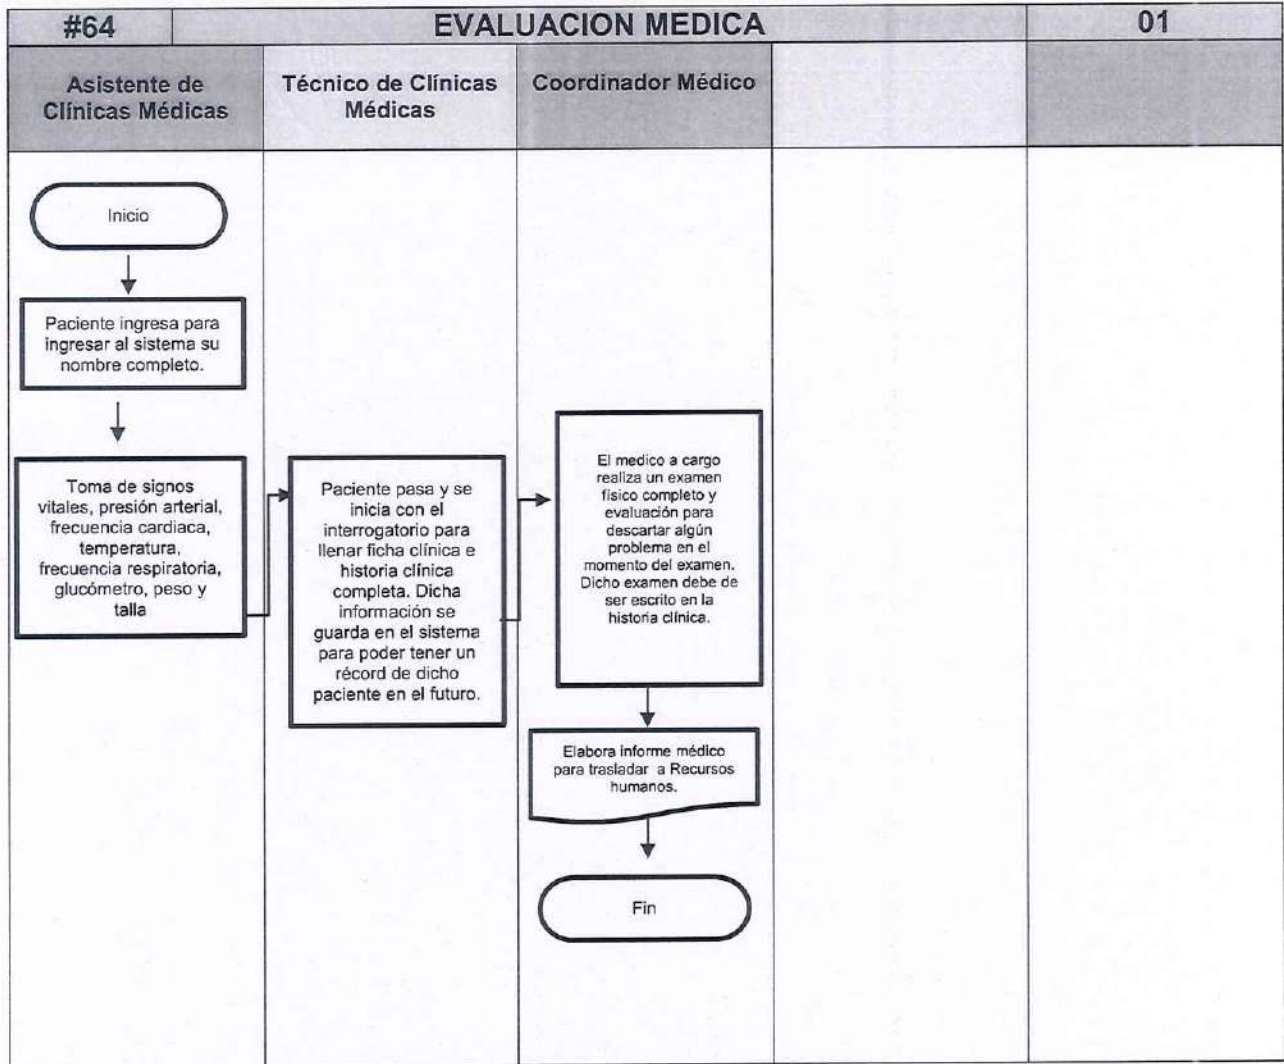 #64
EVALUACION MEDICA
01
Asistente de
Clínicas Médicas
Técnico de Clínicas
Médicas
Coordinador Médico
Inicio
Paciente ingresa para
ingresar al sistema su
nombre completo.
Toma de signos
vitales, presión arterial,
frecuencia cardiaca,
temperatura,
frecuencia respiratoria,
glucómetro, peso y
talla
Paciente pasa y se
inicia con el
interrogatorio para
llenar ficha clínica e
historia clínica
completa. Dicha
información se
guarda en el sistema
para poder tener un
récord de dicho
paciente en el futuro.
El medico a cargo
realiza un examen
físico completo y
evaluación para
descartar algún
problema en el
momento del examen.
Dicho examen debe de
ser escrito en la
historia clínica.
Elabora informe médico
para trasladar a Recursos
humanos.
Fin